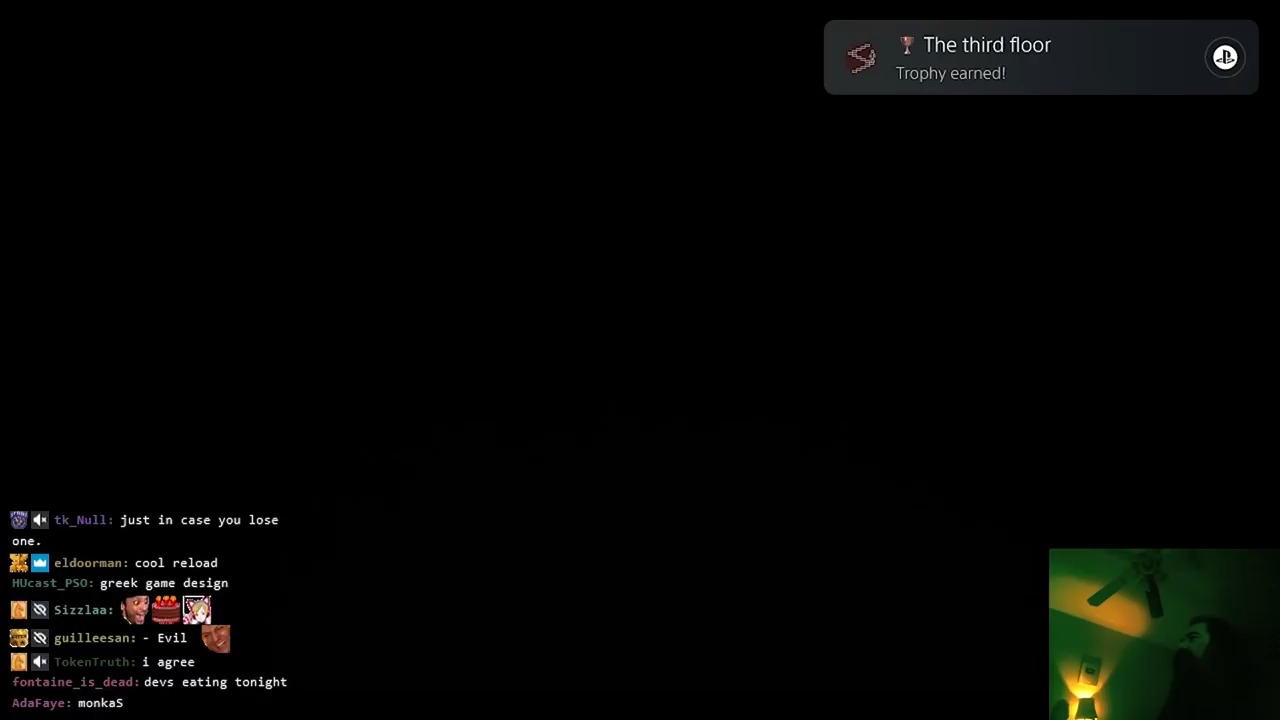 The third floor
Trophy earned!
tk_Null: just in case you lose
one.
eldoorman: cool reload
HUcast_PSO: greek game design
Sizzlaa:
guilleesan: - Evil
TokenTruth: i agree
fontaine_is_dead: devs eating tonight
AdaFaye: monkaS